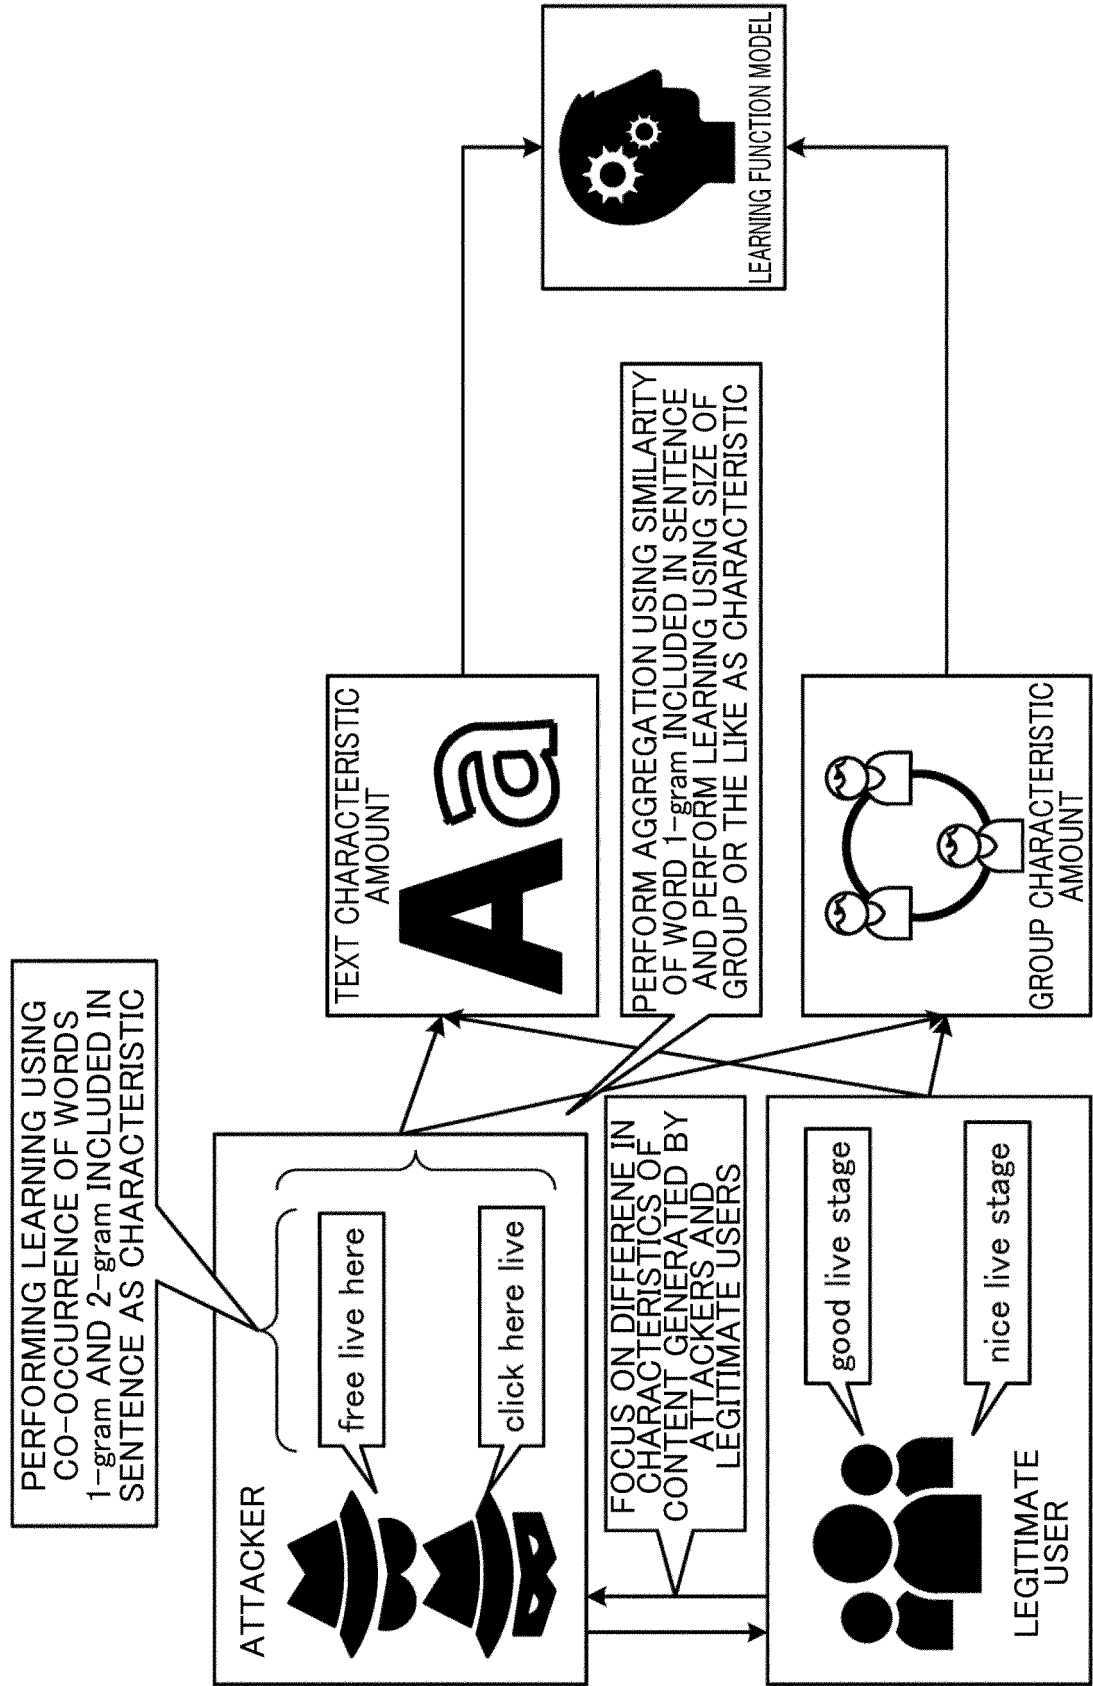 PERFORMING LEARNING USING
CO-OCCURRENCE OF WORDS
1-gram AND 2-gram INCLUDED IN
SENTENCE AS CHARACTERISTIC
ATTACKER
free live here
click here live
FOCUS ON DIFFERENE IN
CHARACTERISTICS OF
CONTENT GENERATED BY
ATTACKERS AND
LEGITIMATE USERS
good live stage
nice live stage
LEGITIMATE
USER
TEXT CHARACTERISTIC
AMOUNT
Aa
PERFORM AGGREGATION USING SIMILARITY
OF WORD 1-gram INCLUDED IN SENTENCE
AND PERFORM LEARNING USING SIZE OF
GROUP OR THE LIKE AS CHARACTERISTIC
GROUP CHARACTERISTIC
AMOUNT
LEARNING FUNCTION MODEL